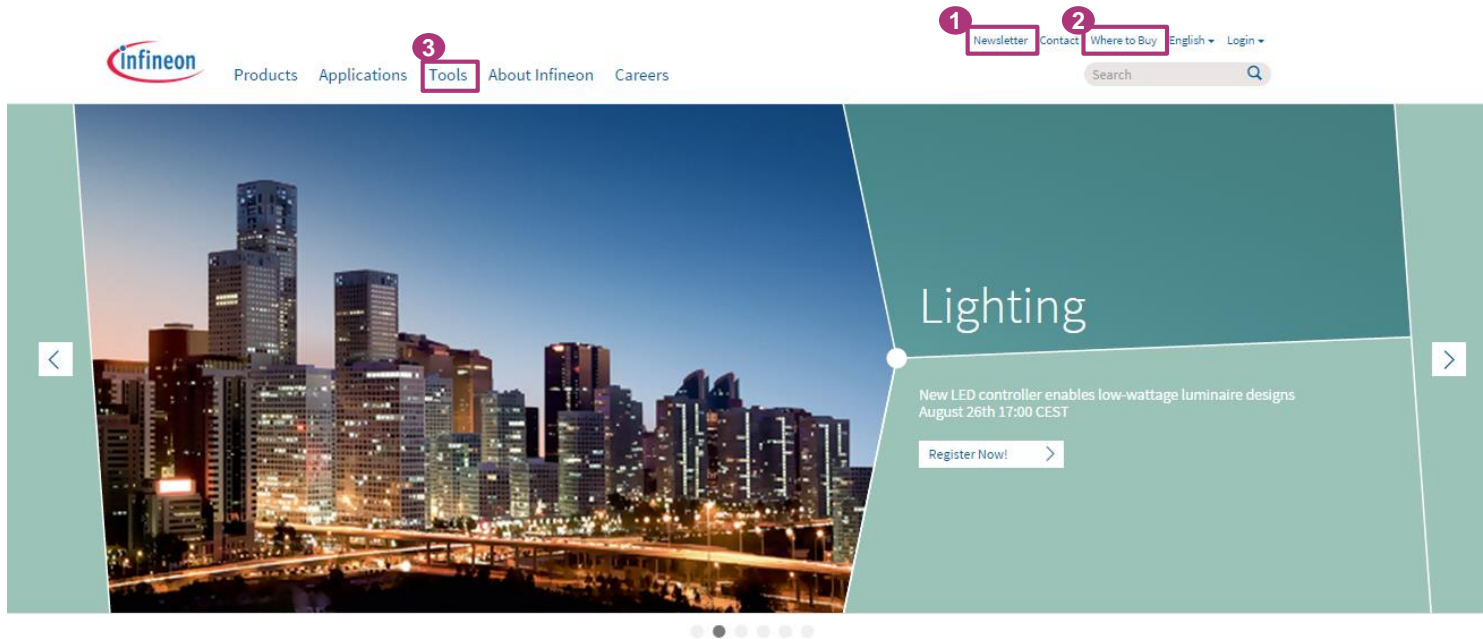 1
2
Newsletter Contact Where to Buy English Login
3
infineon
Products Applications Tools About Infineon Careers
Search
Lighting
New LED controller enables low-wattage luminaire designs
August 26th 17:00 CEST
Register Now!